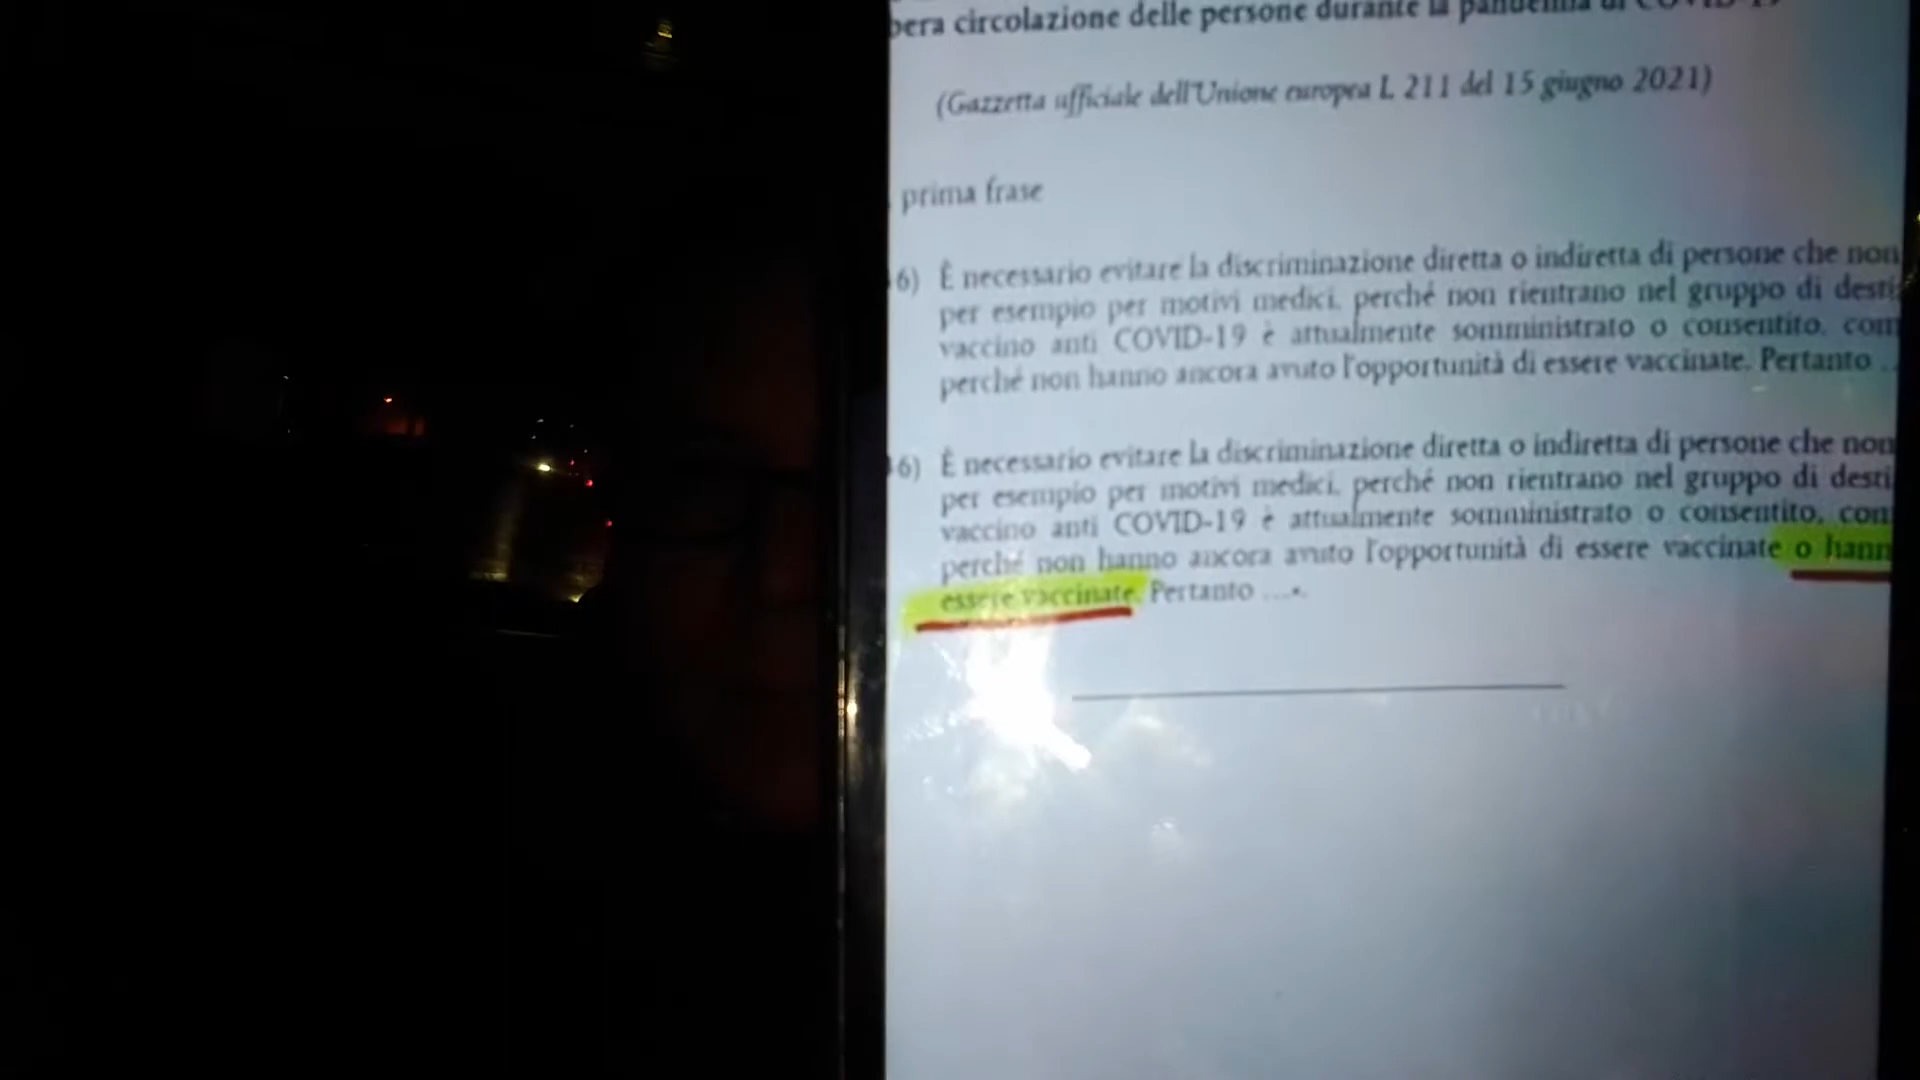 bera circolazione delle persone durante la pandemia di COVID-19
(Gazzetta ufficiale dell'Unione europea L 211 del 15 giugno 2021)
prima frase
6) È necessario evitare la discriminazione diretta o indiretta di persone che non
per esempio per motivi medici, perché non rientrano nel gruppo di desti
vaccino anti COVID-19 è attualmente somministrato o consentito, com
perché non hanno ancora avuto l'opportunità di essere vaccinate. Pertanto ..
6) È necessario evitare la discriminazione diretta o indiretta di persone che non
per esempio per motivi medici, perché non rientrano nel gruppo di desti
vaccino anti COVID-19 è attualmente somministrato o consentito, com
perché non hanno ancora avuto l'opportunità di essere vaccinate o hann
essere vaccinate. Pertanto ...».